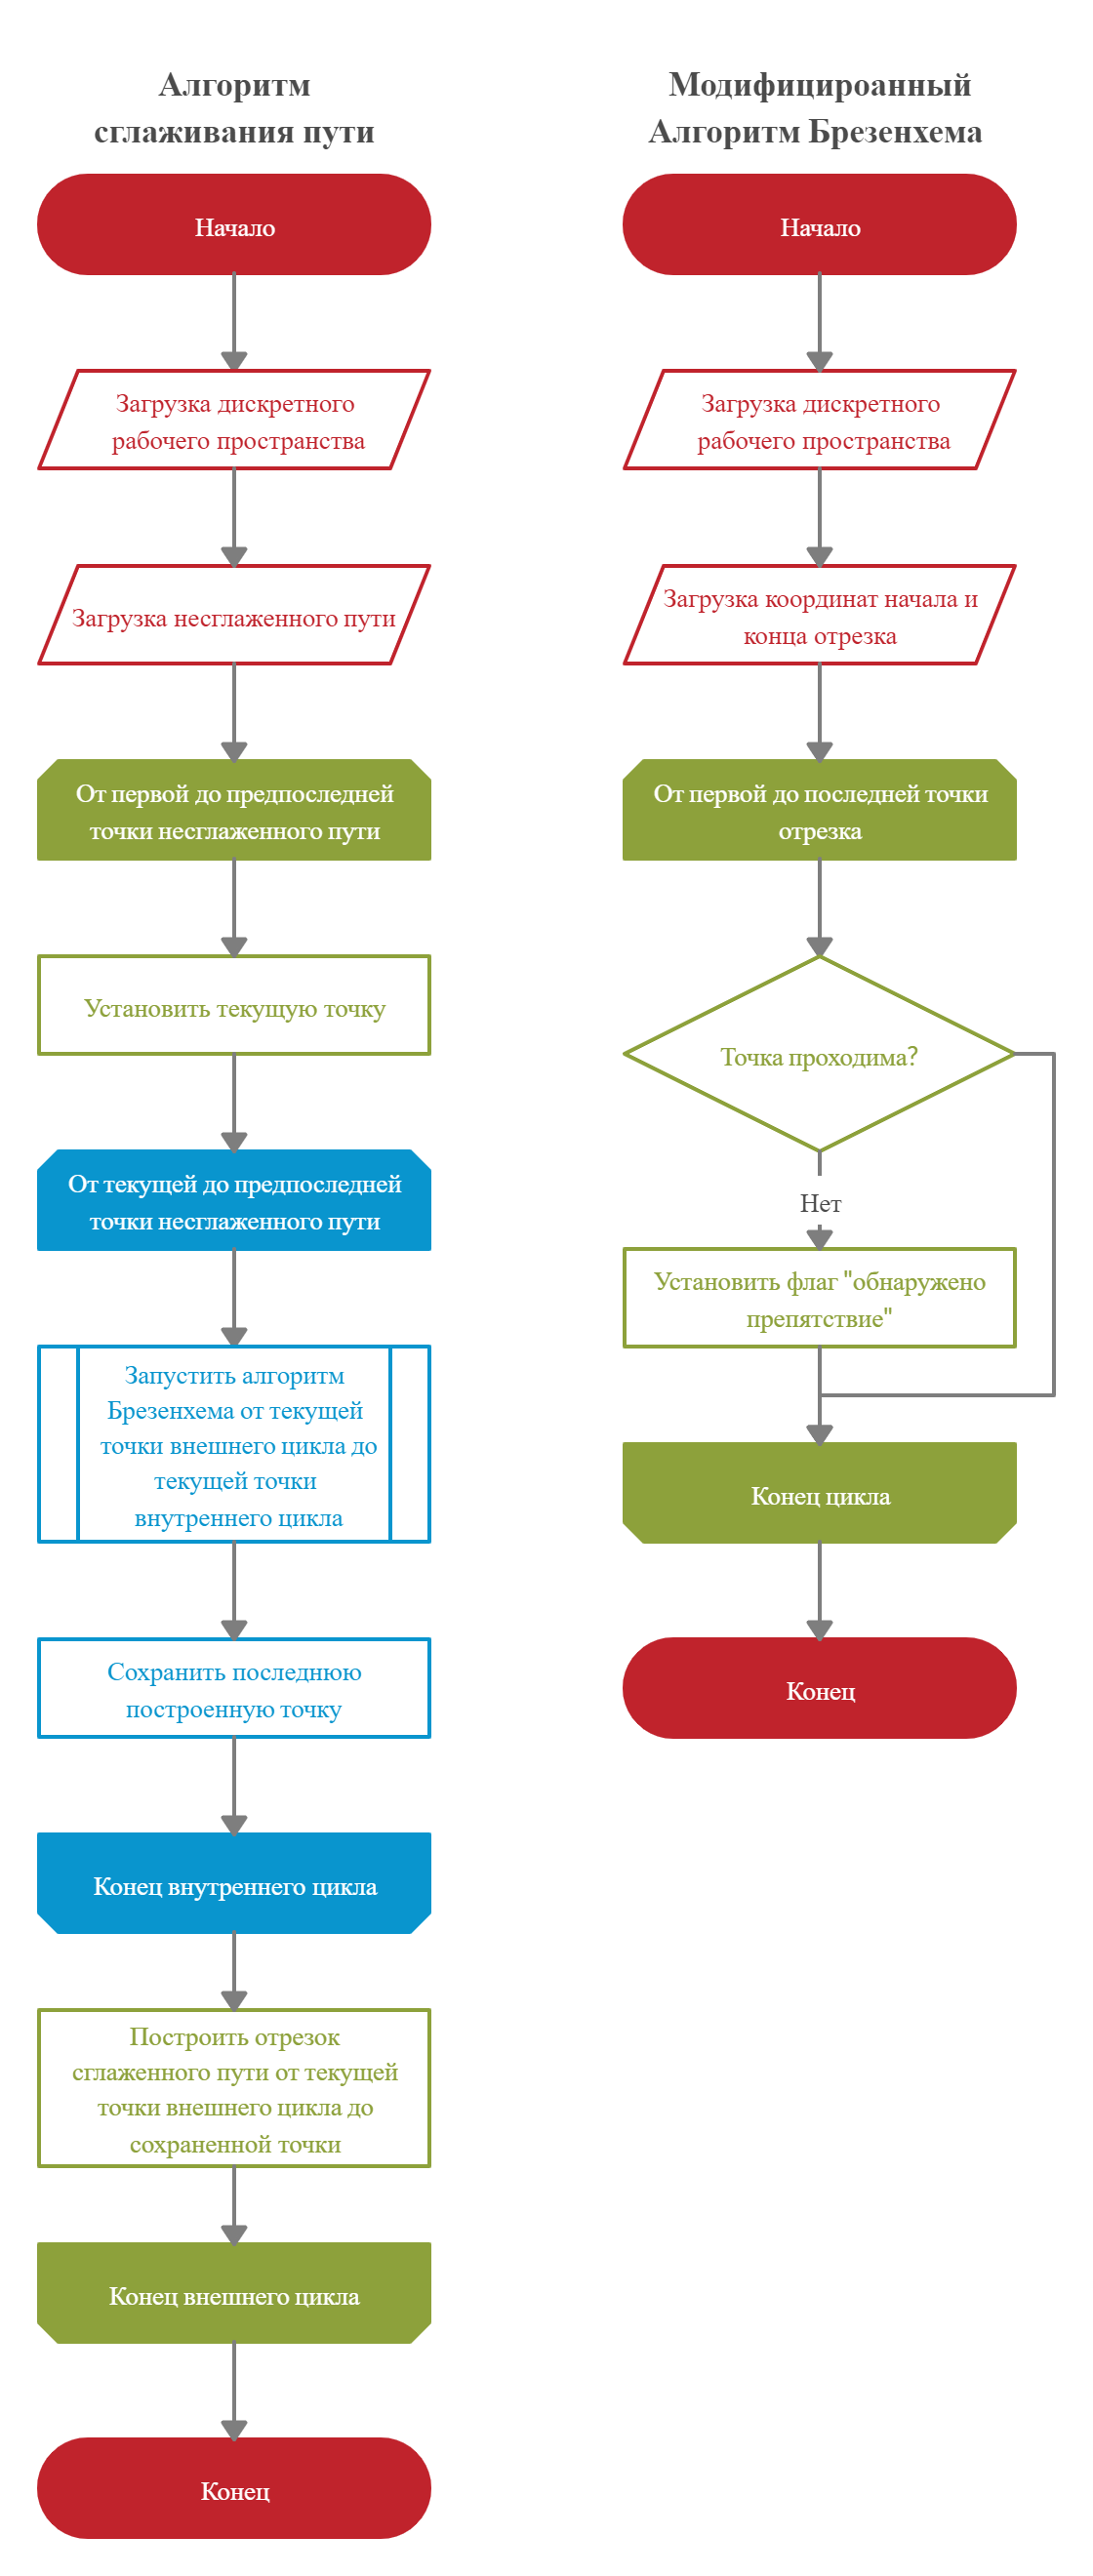 Алгоритм
сглаживания пути
Начало
Загрузка дискретного
рабочего пространства
Загрузка несглаженного пути
От первой до предпоследней
точки несглаженного пути
Установить текущую точку
От текущей до предпоследней
точки несглаженного пути
Запустить алгоритм
Брезенхема от текущей
точки внешнего цикла до
текущей точки
внутреннего цикла
Сохранить последнюю
построенную точку
Конец внутреннего цикла
Построить отрезок
сглаженного пути от текущей
точки внешнего цикла до
сохраненной точки
Конец внешнего цикла
Конец
Модифицироанный
Алгоритм Брезенхема
Начало
Загрузка дискретного
рабочего пространства
Загрузка координат начала и
конца отрезка
От первой до последней точки
отрезка
Точка проходима?
Нет
Установить флаг "обнаружено
препятствие"
Конец цикла
Конец